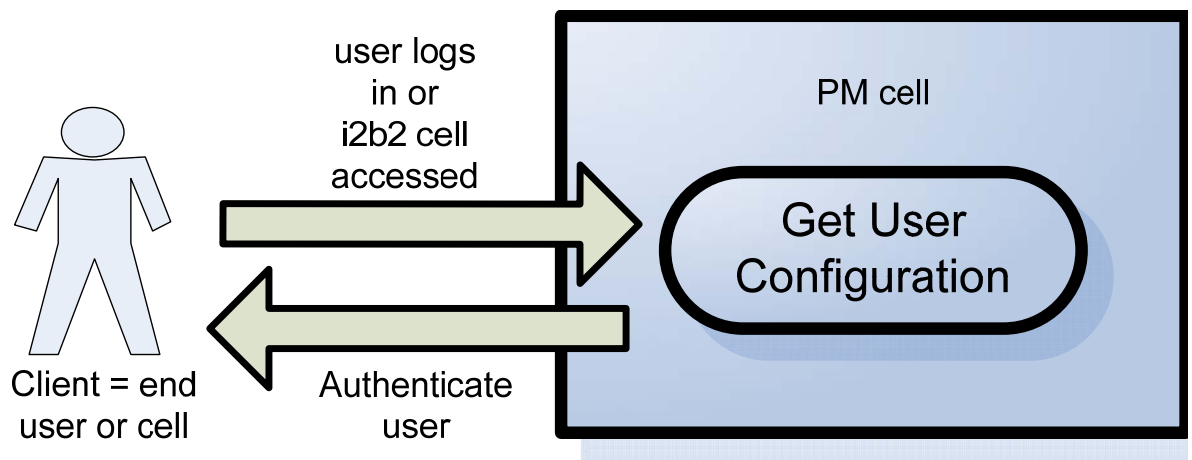 user logs
in or
i2b2 cell
accessed
PM cell
Get User
Configuration
Client = end
user or cell
Authenticate
user